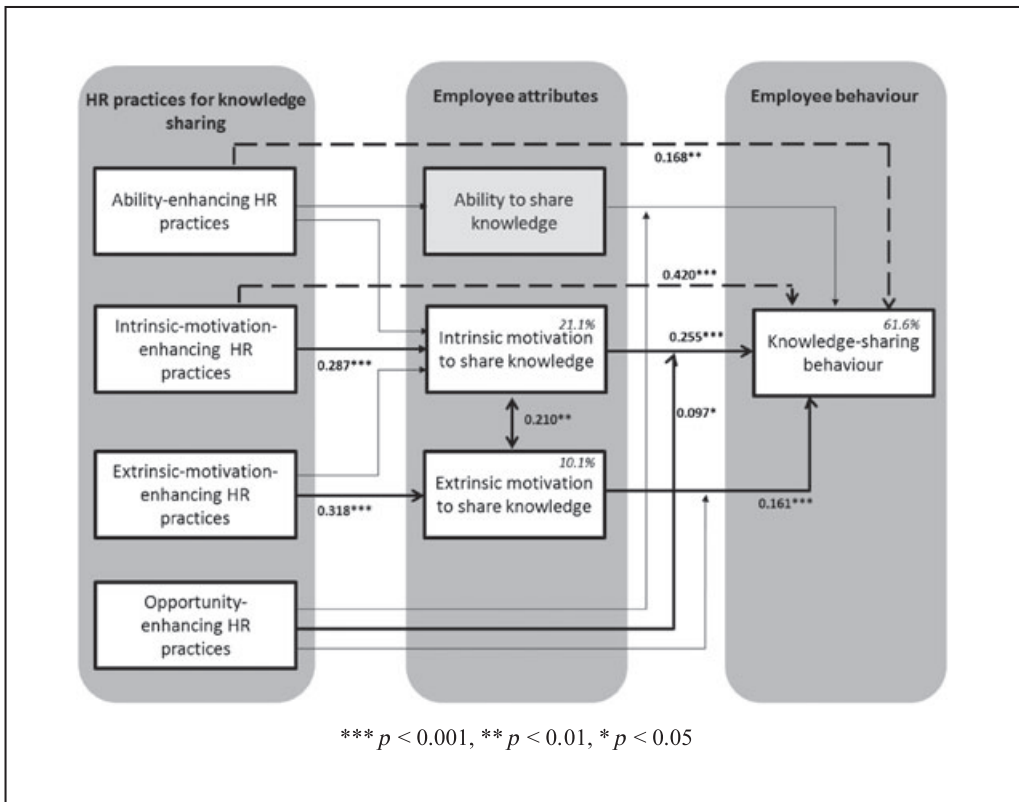 HR practices for knowledge
sharing
Employee attributes
Employee behaviour
0.168**
Ability-enhancing HR
practices
Ability to share
knowledge
0.420***
Intrinsic-motivation-
enhancing HR
practices
0.287***
21.1%
Intrinsic motivation
to share knowledge
0.255***
61.6%
Knowledge-sharing
behaviour
0.210**
0.097*
Extrinsic-motivation-
enhancing HR
practices
0.318***
10.1%
Extrinsic motivation
to share knowledge
0.161***
Opportunity-
enhancing HR
practices
*** p < 0.001, ** p < 0.01, * p < 0.05